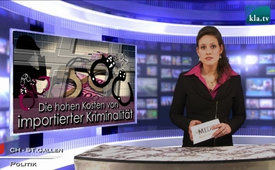 kla.tv
Die hohen Kosten von
importierter Kriminalität
CH - ST.GALLEN
POLITIK